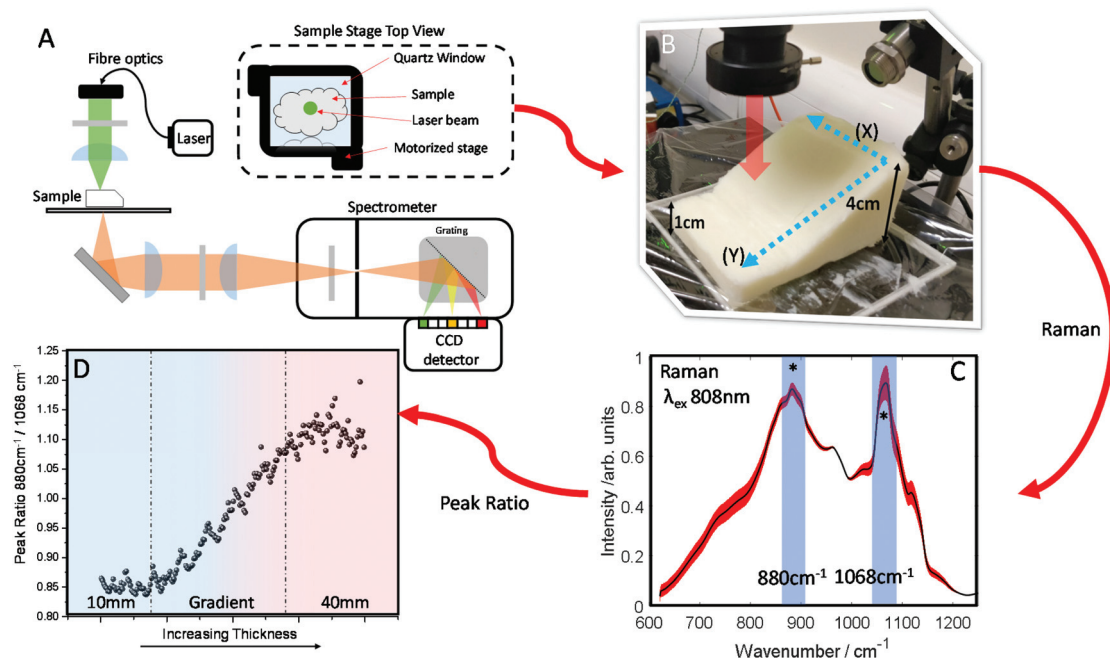 A
Fibre optics
Laser
Sample
Sample Stage Top View
Quartz Window
Sample
Laser beam
Motorized stage
Spectrometer
Grating
CCD
detector
B
(X)
(Y)
1cm
4cm
Raman
C
Raman
λex 808nm
*
*
880cm⁻¹
1068cm⁻¹
Intensity /arb. units
1
0.8
0.6
0.4
0.2
0
600 700 800 900 1000 1100 1200
Wavenumber / cm⁻¹
Peak Ratio
D
Peak Ratio 880cm⁻¹ / 1068 cm⁻¹
1.25
1.20
1.15
1.10
1.05
1.00
0.95
0.90
0.85
0.80
10mm
Gradient
40mm
Increasing Thickness